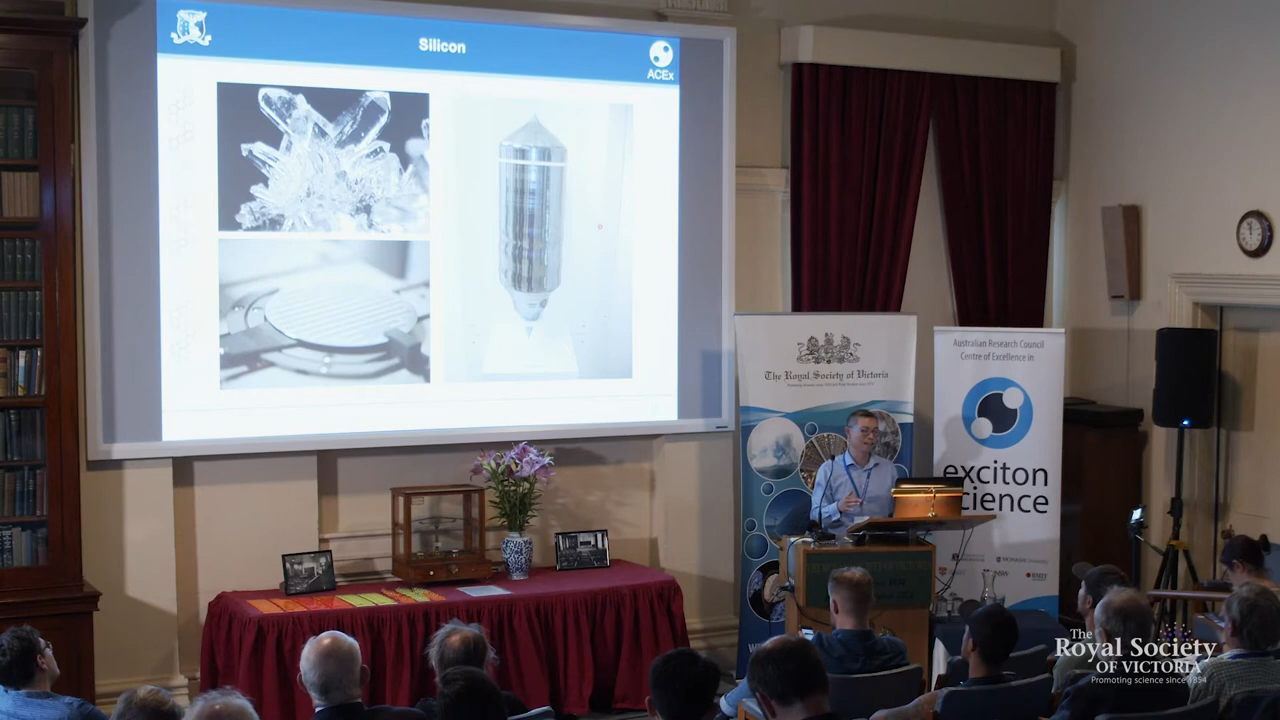 Silicon
ACEx
The Royal Society of Victoria
Australian Research Council
Centre of Excellence in
exciton
science
The
Royal Society
OF VICTORIA
Promoting science since 1854